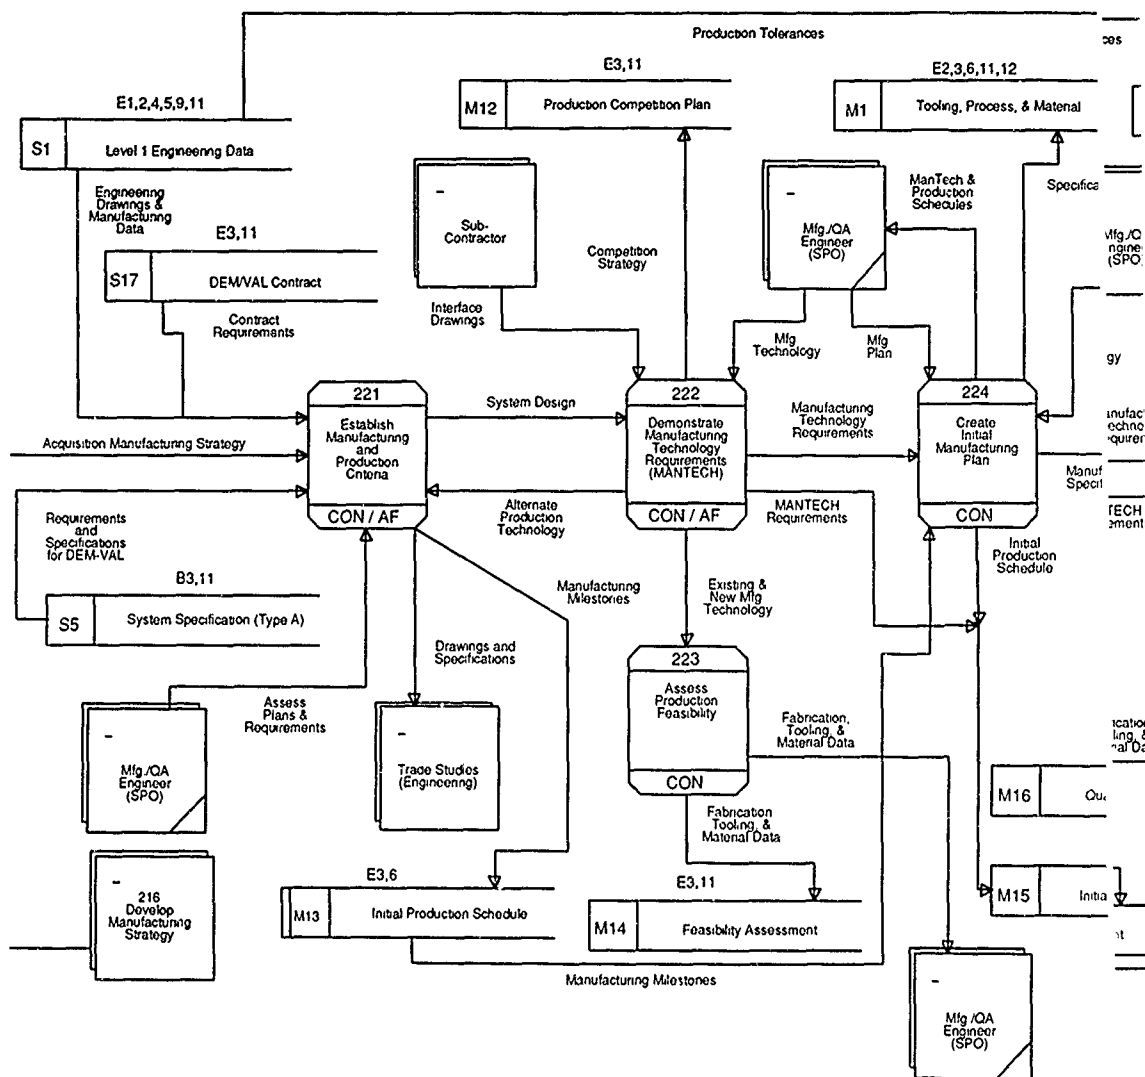 Production Tolerances
E3,11
M12
Production Competition Plan
E2,3,6,11,12
M1
Tooling, Process, & Material
E1,2,4,5,9,11
S1
Level 1 Engineering Data
Engineering
Drawings &
Manufacturing
Data
E3,11
S17
DEM/VAL Contract
Contract
Requirements
Sub-
Contractor
Interface
Drawings
Competition
Strategy
Mfg./QA
Engineer
(SPO)
ManTech &
Production
Schecules
Specifica
Mfg
Technology
Mfg
Plan
221
Establish
Manufacturing
and
Production
Criteria
CON / AF
System Design
222
Demonstrate
Manufacturing
Technology
Requirements
(MANTECH)
CON / AF
Manufacturing
Technology
Requirements
224
Create
Initial
Manufacturing
Plan
CON
Acquisition Manufacturing Strategy
Requirements
and
Specifications
for DEM-VAL
Alternate
Production
Technology
MANTECH
Requirements
Manuf
Specif
Initial
Production
Schedule
B3,11
S5
System Specification (Type A)
Manufacturing
Milestories
Existing &
New Mfg
Technology
Drawings and
Specifications
223
Assess
Production
Feasibility
CON
Assess
Plans &
Requirements
Mfg./QA
Engineer
(SPO)
Trade Studies
(Engineering)
Fabrication,
Tooling, &
Material Data
Fabrication
Tooling, &
Material Data
M16
216
Develop
Manufacturing
Strategy
E3,6
M13
Initial Production Schedule
E3,11
M14
Feasibility Assessment
M15
Initia
Manufacturing Milestones
Mfg /QA
Engineer
(SPO)